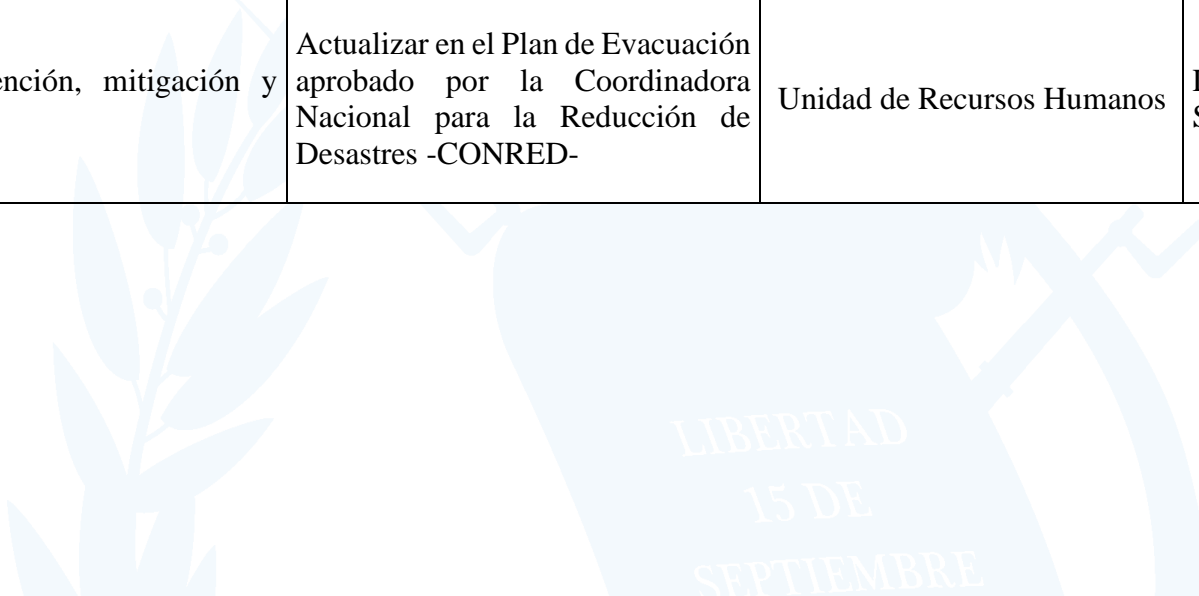 Actualizar en el Plan de Evacuación
ención, mitigación y aprobado por la Coordinadora
Nacional para la Reducción de
Desastres -CONRED-
Unidad de Recursos Humanos
LIBERTAD
15 DE
SEPTIEMBRE